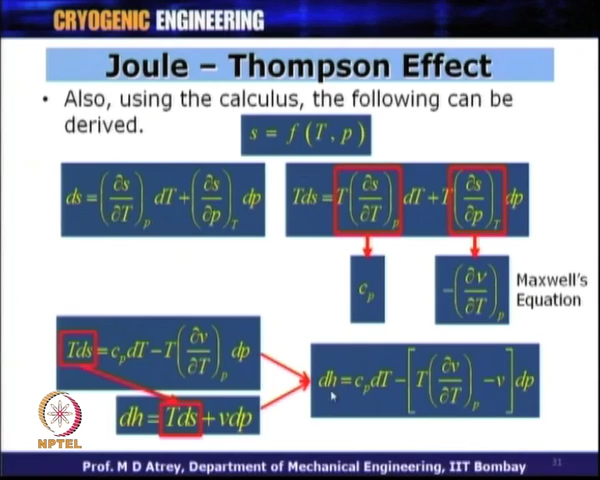 CRYOGENIC ENGINEERING
Joule – Thompson Effect
• Also, using the calculus, the following can be
derived.
s = f (T, p)
ds = (∂s/∂T)_p dT + (∂s/∂p)_T dp
Tds = T(∂s/∂T)_p dT + T(∂s/∂p)_T dp
c_p
−(∂v/∂T)_p
Maxwell's
Equation
Tds = c_p dT − T(∂v/∂T)_p dp
dh = Tds + vdp
dh = c_p dT − [T(∂v/∂T)_p − v] dp
NPTEL
Prof. M D Atrey, Department of Mechanical Engineering, IIT Bombay
31